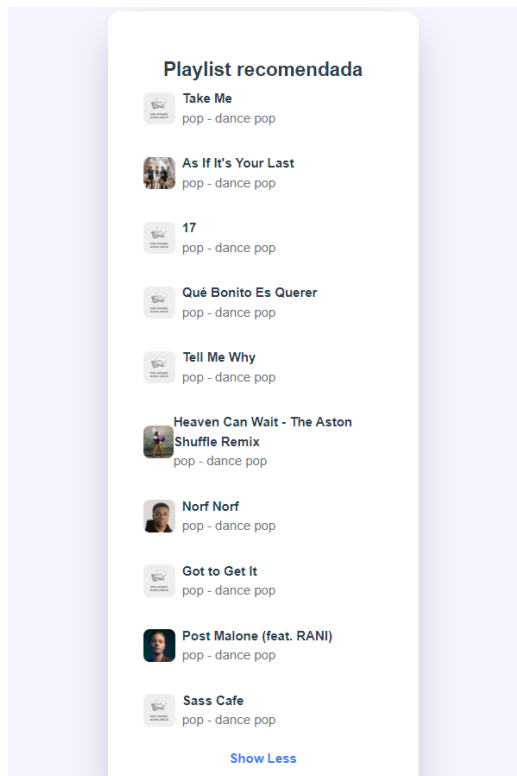 Playlist recomendada
Take Me
pop - dance pop
As If It's Your Last
pop - dance pop
17
pop - dance pop
Qué Bonito Es Querer
pop - dance pop
Tell Me Why
pop - dance pop
Heaven Can Wait - The Aston
Shuffle Remix
pop - dance pop
Norf Norf
pop - dance pop
Got to Get It
pop - dance pop
Post Malone (feat. RANI)
pop - dance pop
Sass Cafe
pop - dance pop
Show Less